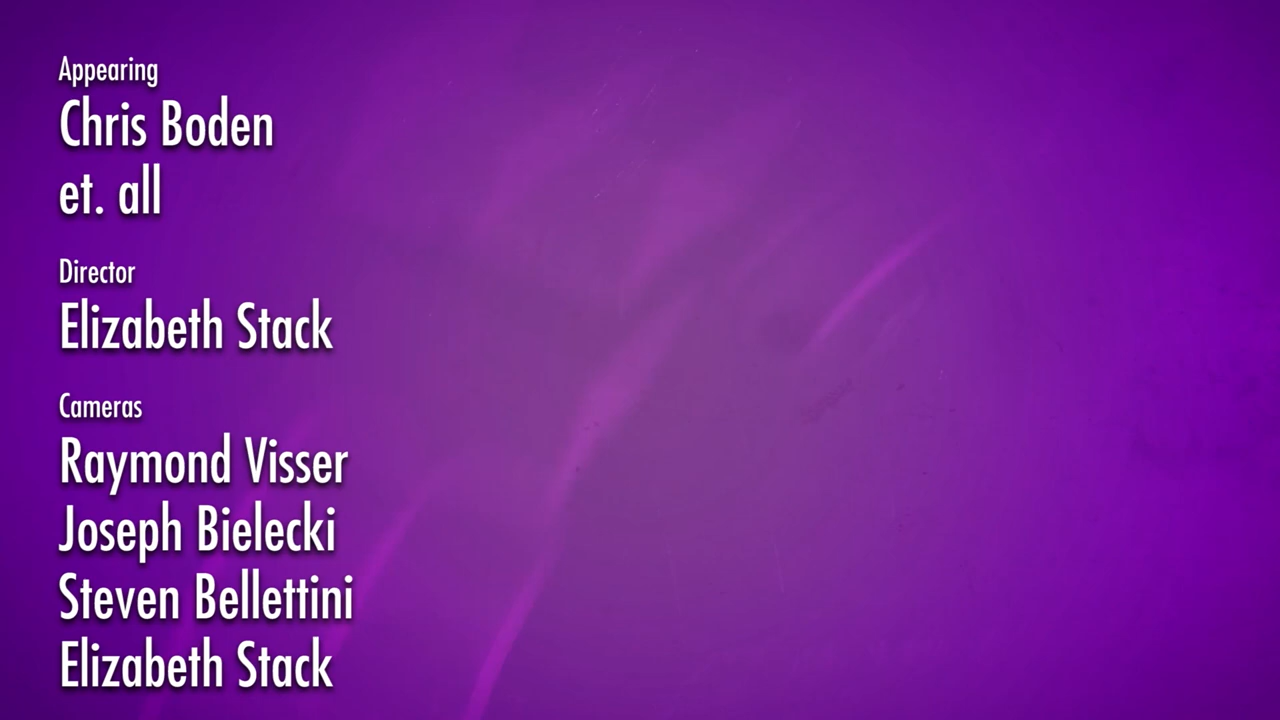 Appearing
Chris Boden
et. all
Director
Elizabeth Stack
Cameras
Raymond Visser
Joseph Bielecki
Steven Bellettini
Elizabeth Stack